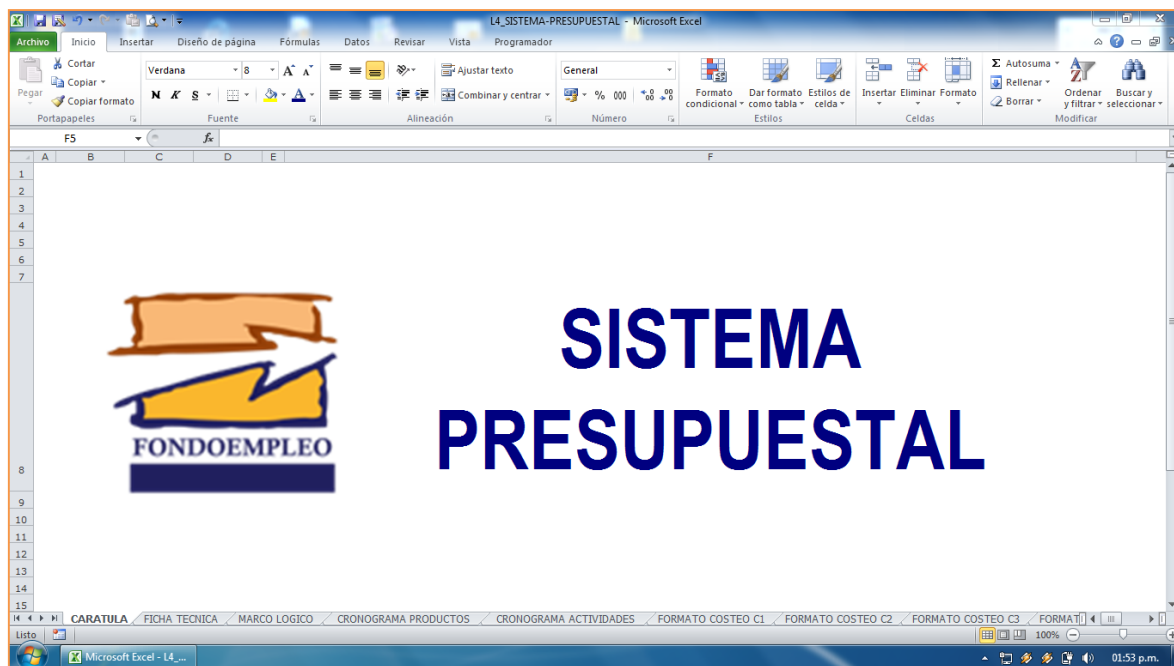 L4_SISTEMA-PRESUPUESTAL - Microsoft Excel
Archivo Inicio Insertar Diseño de página Fórmulas Datos Revisar Vista Programador
Pegar
Cortar
Copiar
Copiar formato
Portapapeles
Verdana 8
N K S
Fuente
Ajustar texto
Combinar y centrar
Alineación
General
% 000
Número
Formato condicional
Dar formato como tabla
Estilos de celda
Estilos
Insertar Eliminar Formato
Celdas
Σ Autosuma
Rellenar
Borrar
Ordenar y filtrar
Buscar y seleccionar
Modificar
F5 fx
A B C D E F
1
2
3
4
5
6
7
8
9
10
11
12
13
14
15
FONDOEMPLEO
SISTEMA
PRESUPUESTAL
CARATULA FICHA TECNICA MARCO LOGICO CRONOGRAMA PRODUCTOS CRONOGRAMA ACTIVIDADES FORMATO COSTEO C1 FORMATO COSTEO C2 FORMATO COSTEO C3 FORMAT
Listo 100%
Microsoft Excel - L4_... 01:53 p.m.